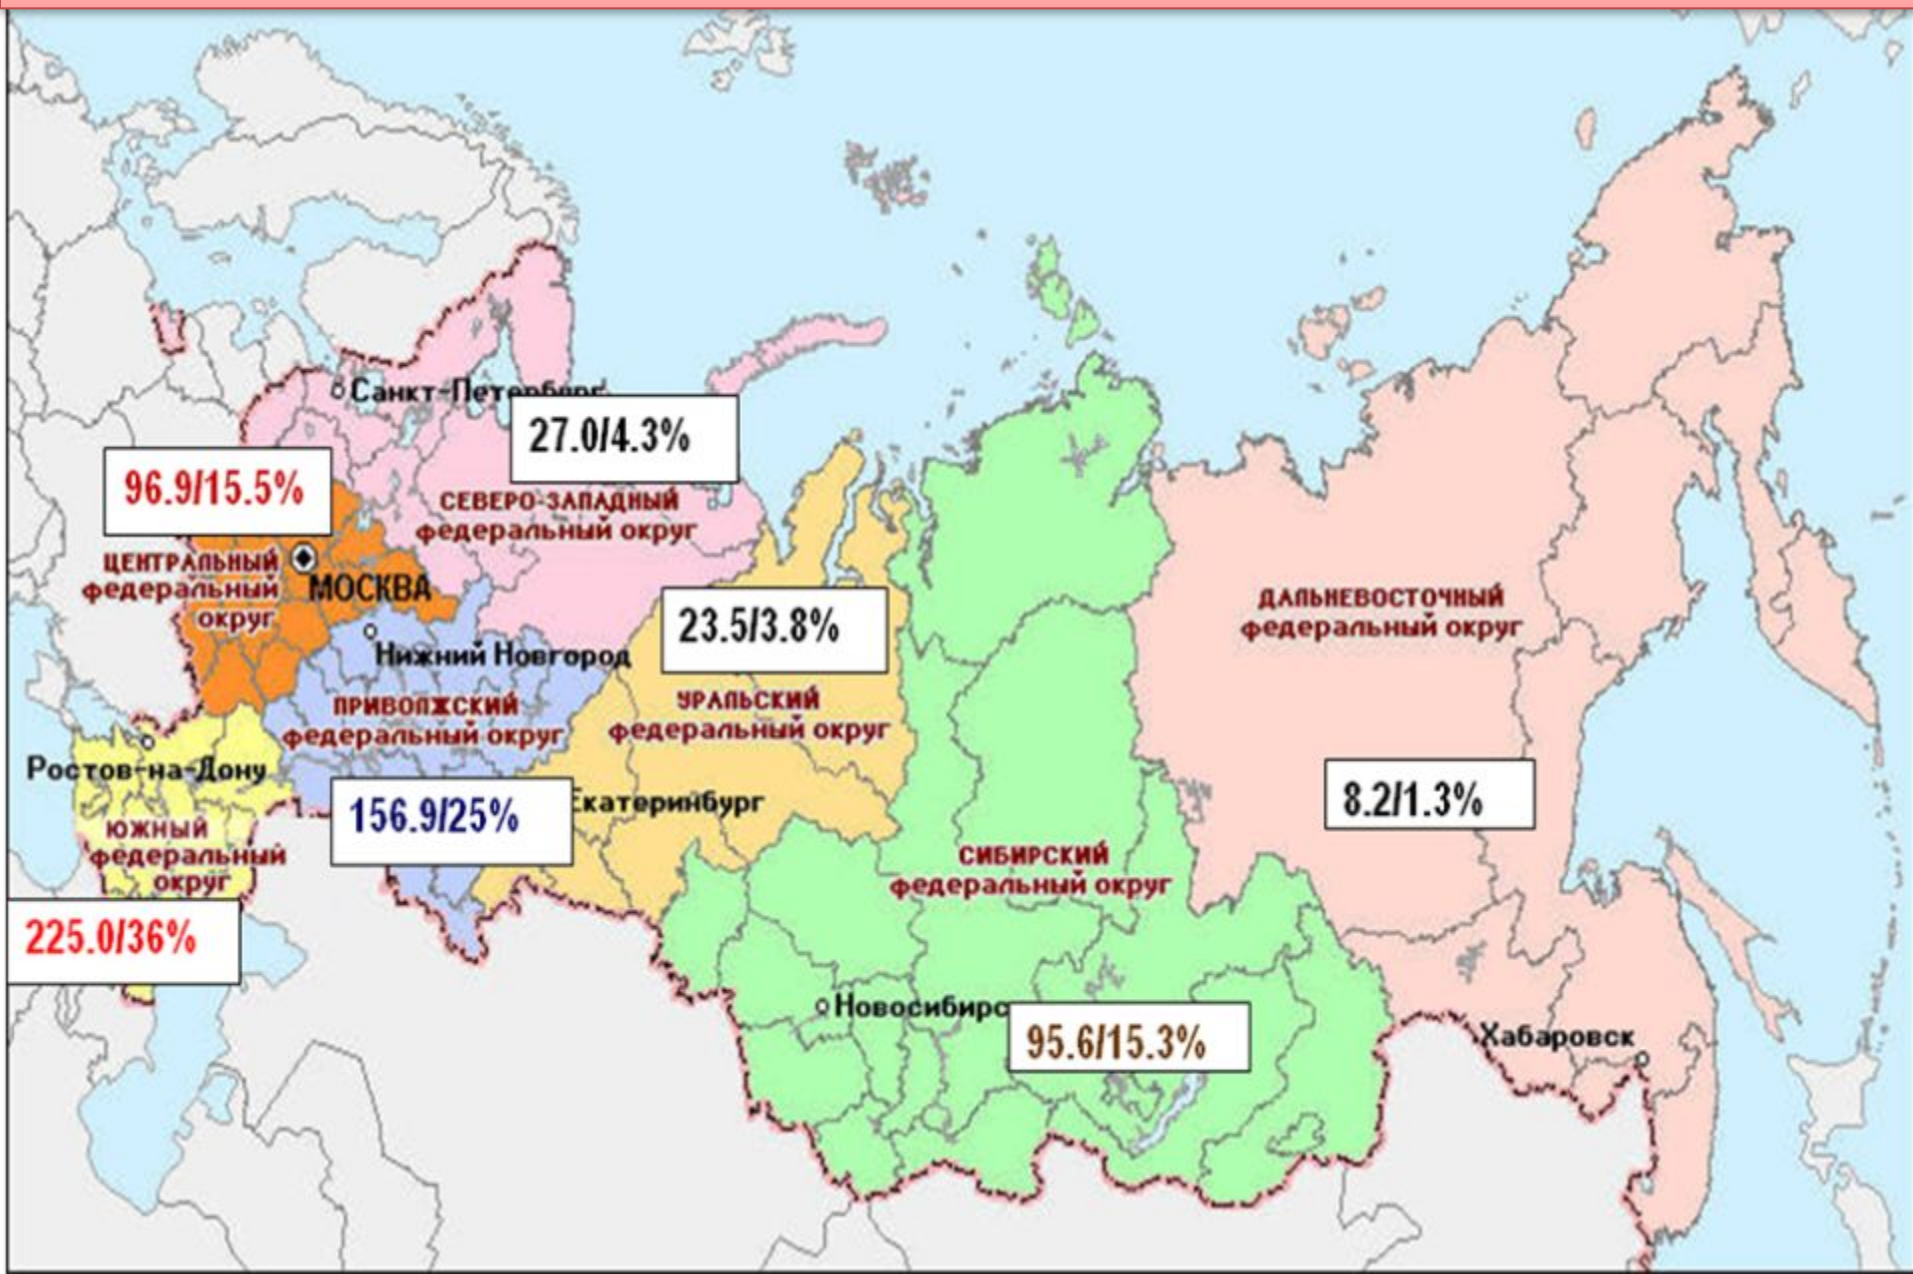 Санкт-Петербург
27.0/4.3%
96.9/15.5%
СЕВЕРО-ЗАПАДНЫЙ
федеральный округ
ЦЕНТРАЛЬНЫЙ
федеральный
округ
МОСКВА
23.5/3.8%
ДАЛЬНЕВОСТОЧНЫЙ
федеральный округ
Нижний Новгород
ПРИВОЛЖСКИЙ
федеральный округ
УРАЛЬСКИЙ
федеральный округ
Ростов-на-Дону
156.9/25%
Екатеринбург
8.2/1.3%
ЮЖНЫЙ
федеральный
округ
СИБИРСКИЙ
федеральный округ
225.0/36%
Новосибирс
95.6/15.3%
Хабаровск